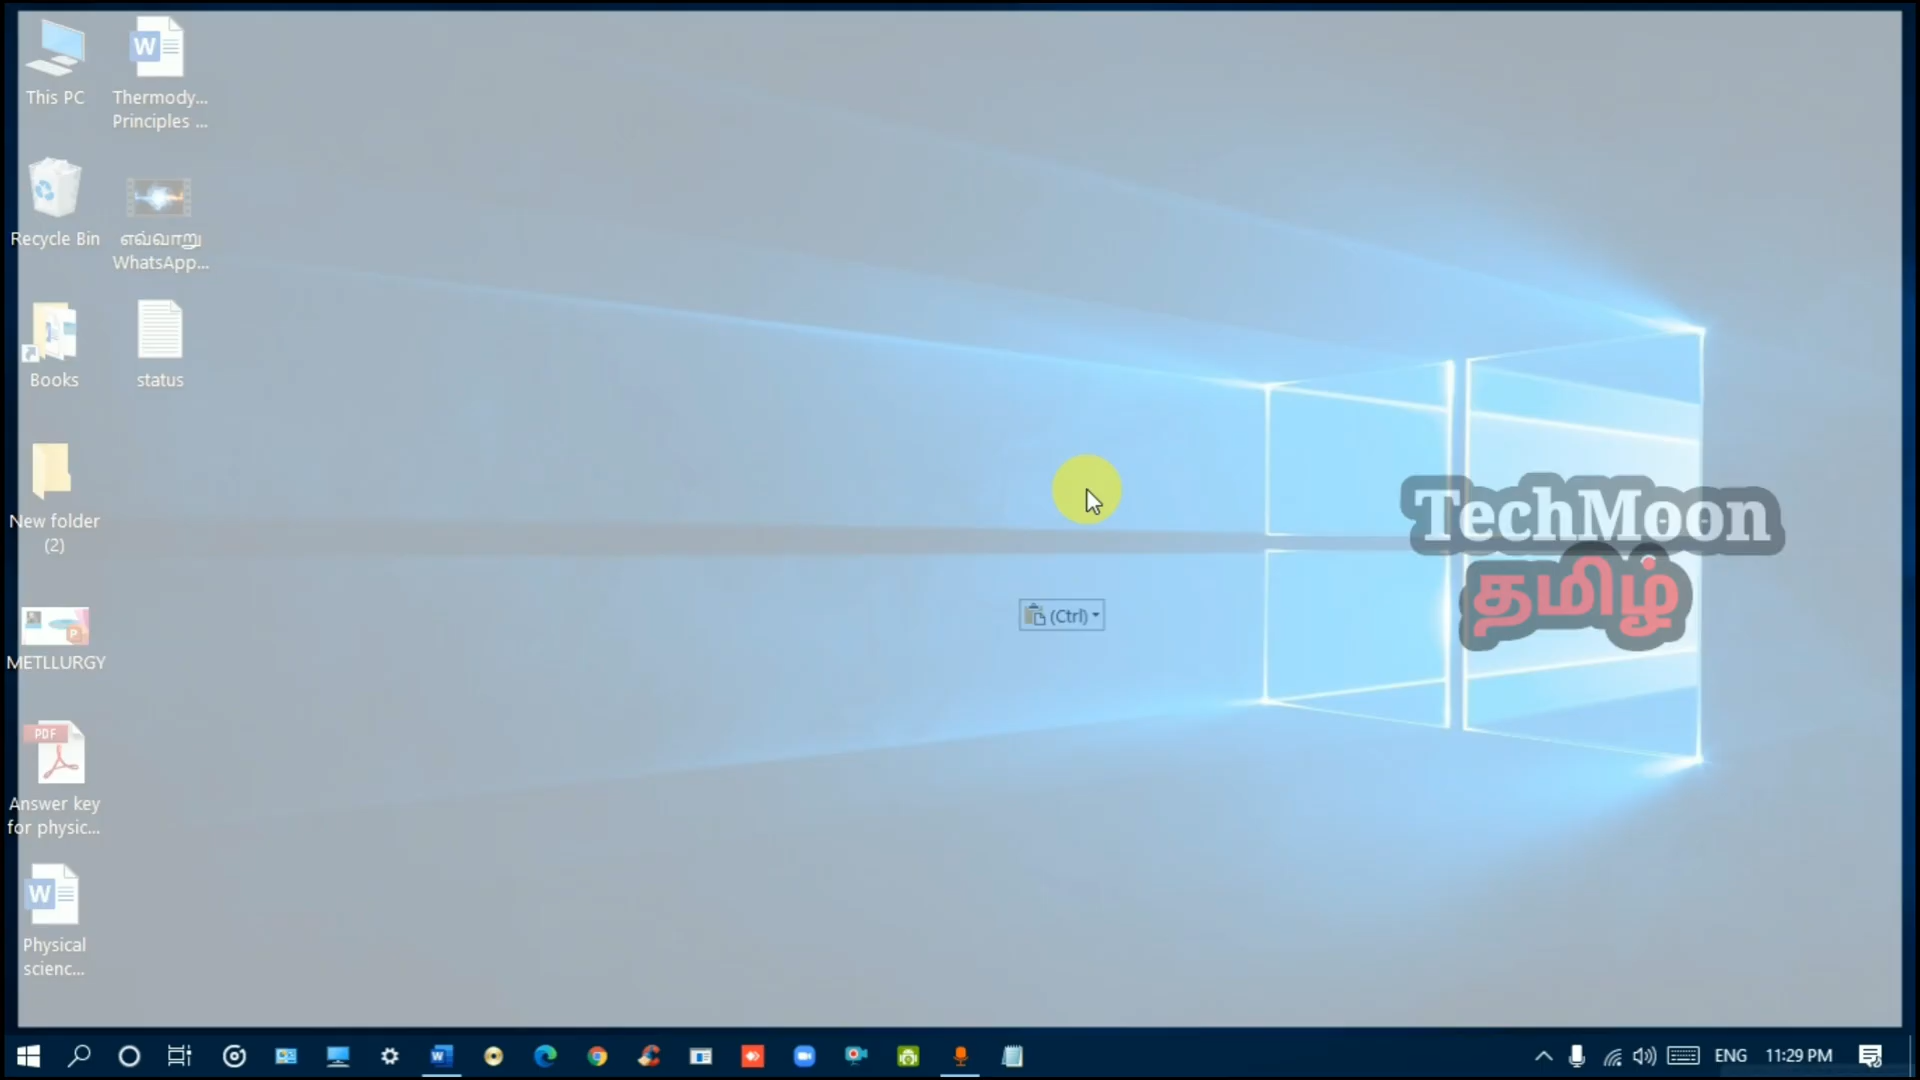 This PC
Thermody...
Principles ...
Recycle Bin
எவ்வாறு
WhatsApp...
Books
status
New folder
(2)
METLLURGY
PDF
Answer key
for physic...
Physical
scienc...
(Ctrl)
TechMoon
தமிழ்
ENG
11:29 PM